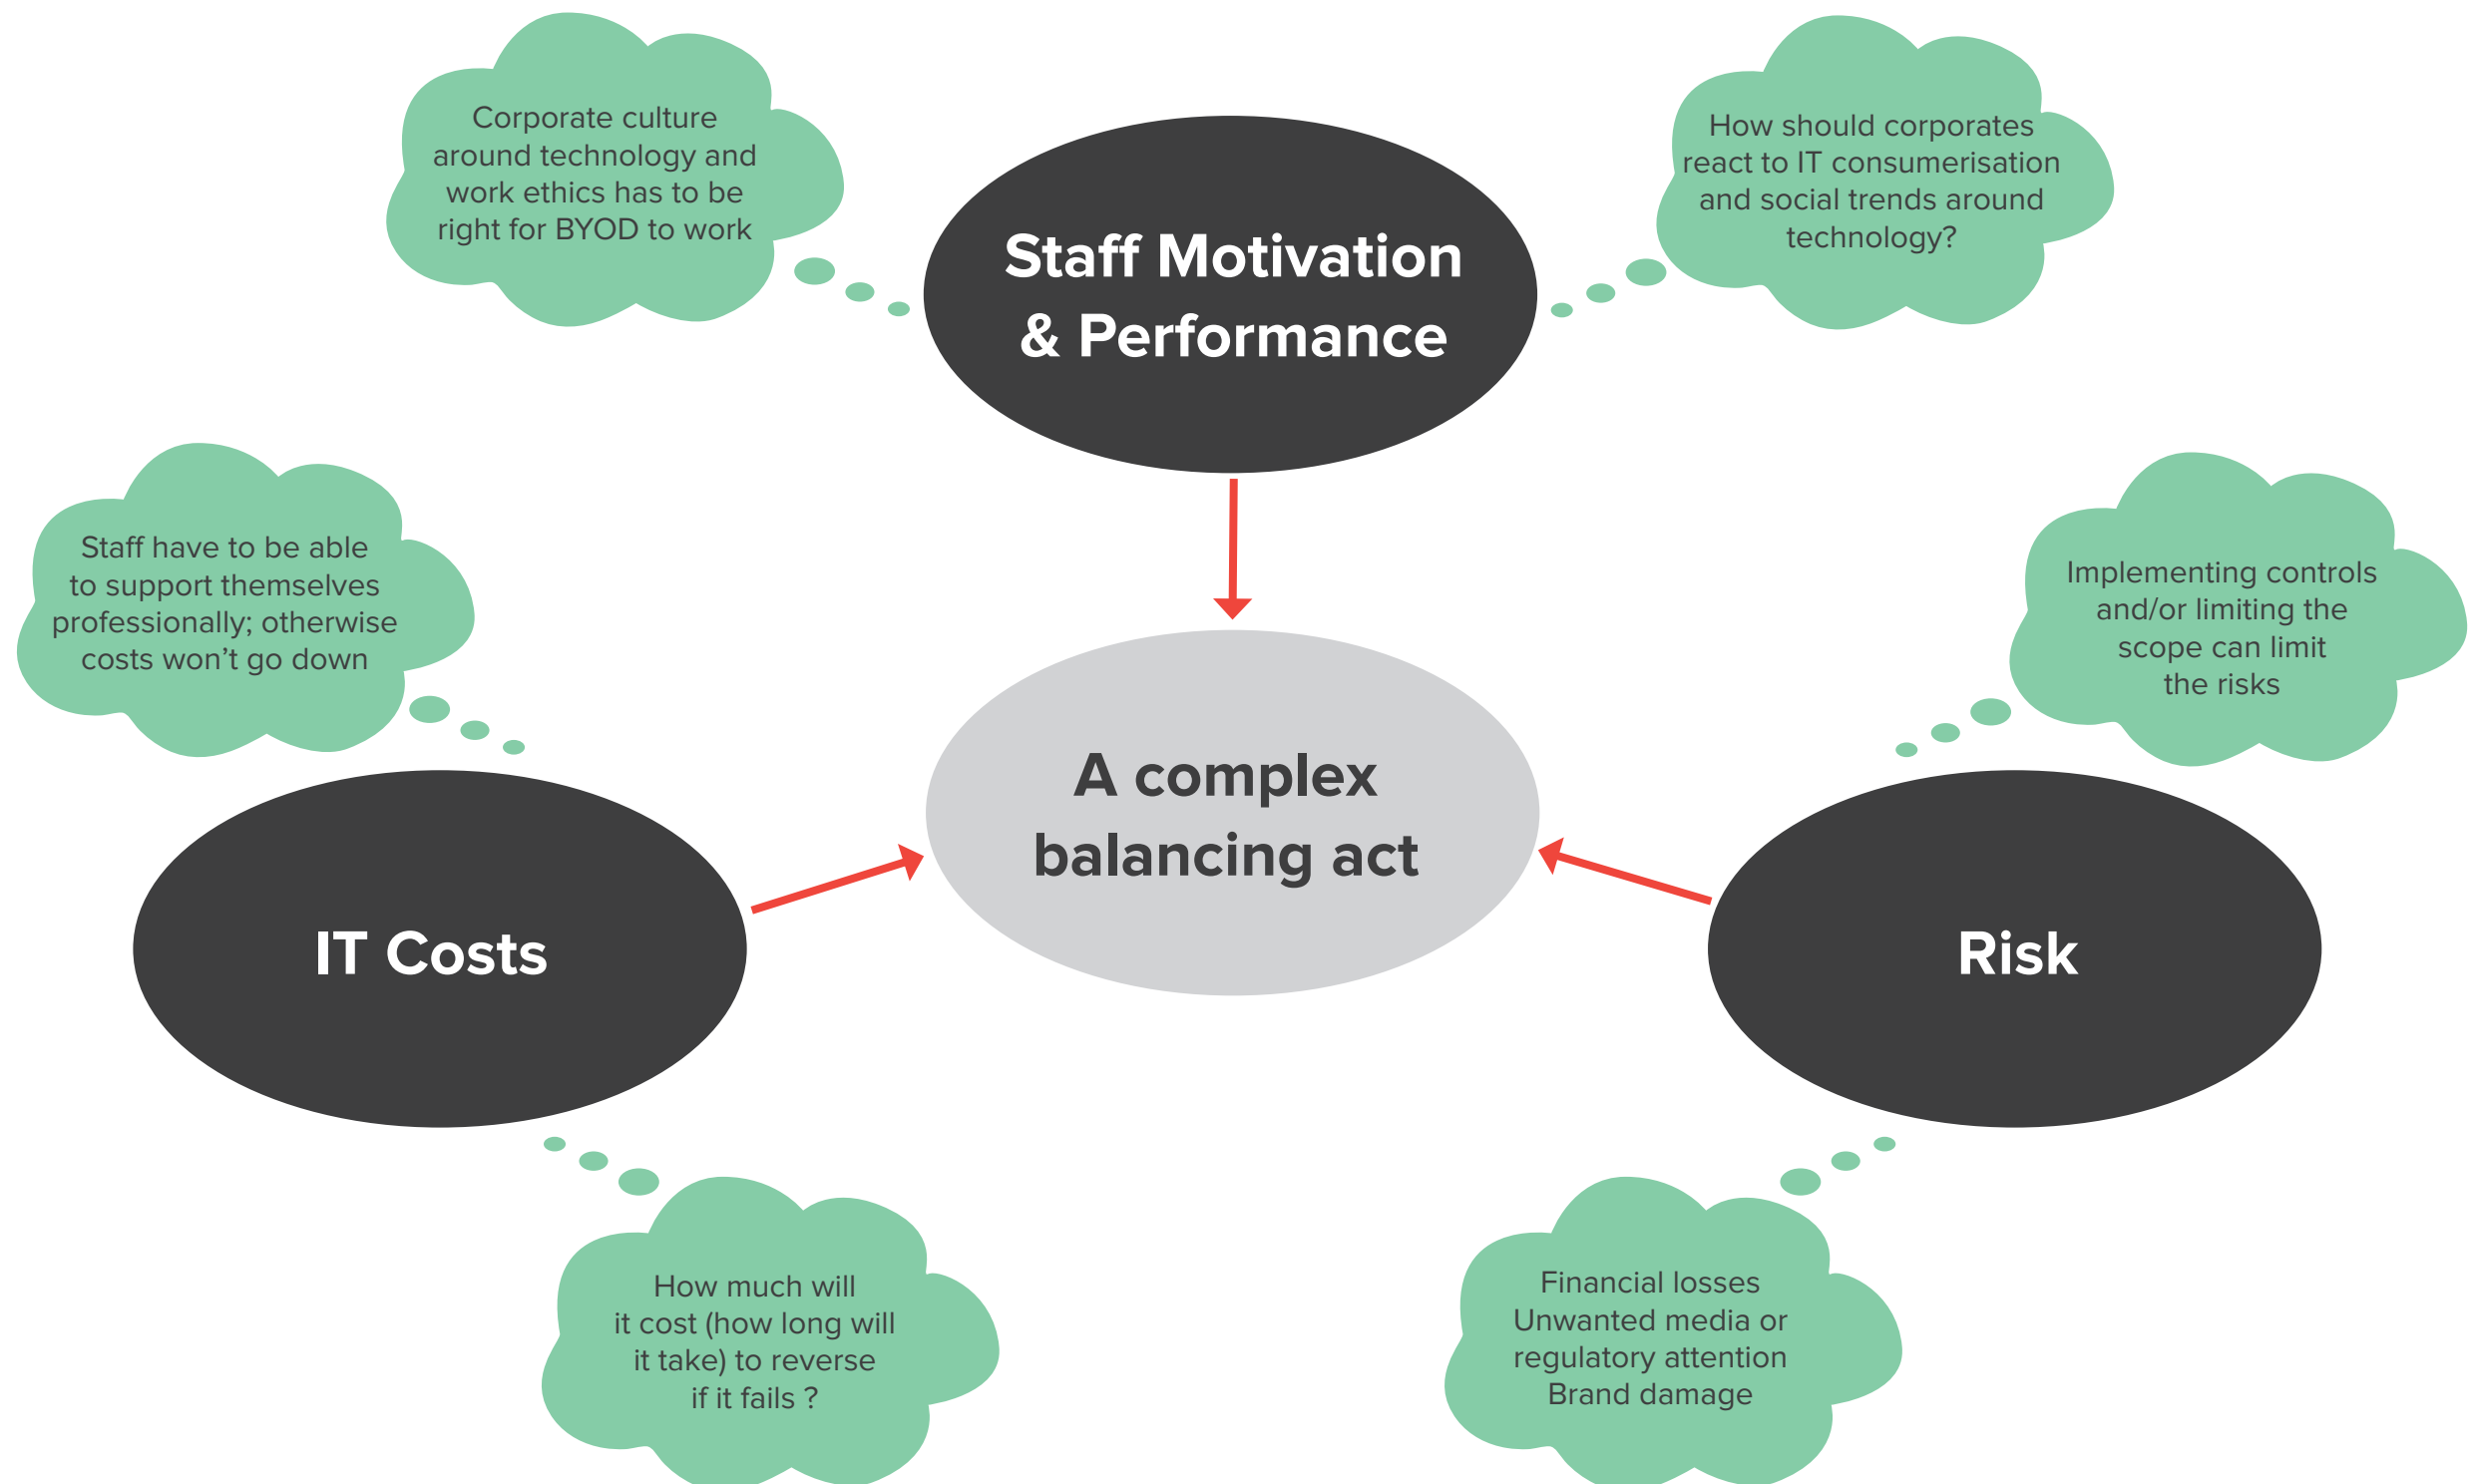 Corporate culture
around technology and
work ethics has to be
right for BYOD to work
How should corporates
react to IT consumerisation
and social trends around
technology?
Staff Motivation
& Performance
Staff have to be able
to support themselves
professionally; otherwise
costs won’t go down
Implementing controls
and/or limiting the
scope can limit
the risks
A complex
balancing act
IT Costs
Risk
How much will
it cost (how long will
it take) to reverse
if it fails ?
Financial losses
Unwanted media or
regulatory attention
Brand damage